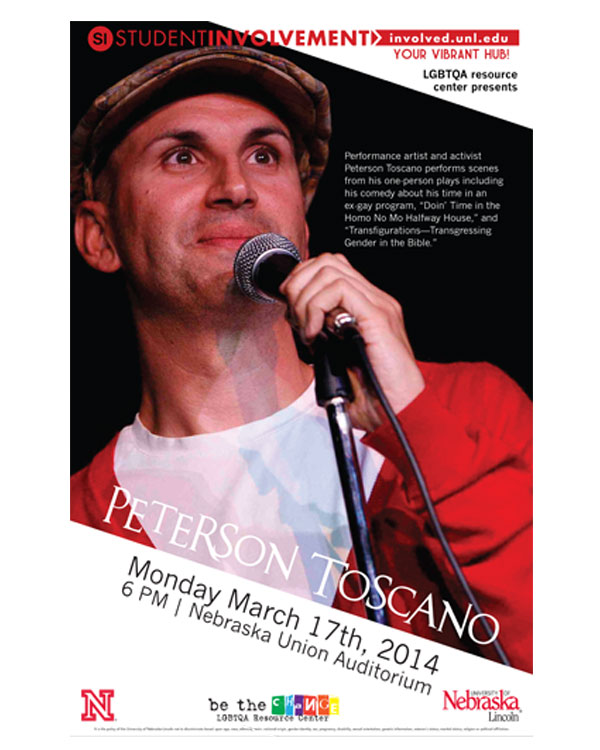 SI STUDENTINVOLVEMENT involved.unl.edu
YOUR VIBRANT HUB!
LGBTQA resource
center presents
Performance artist and activist
Peterson Toscano performs scenes
from his one-person plays including
his comedy about his time in an
ex-gay program, “Doin’ Time in the
Homo No Mo Halfway House,” and
“Transfigurations—Transgressing
Gender in the Bible.”
PETERSON TOSCANO
Monday March 17th, 2014
6 PM | Nebraska Union Auditorium
N
be the CHANGE
LGBTQA Resource Center
UNIVERSITY OF
Nebraska
Lincoln